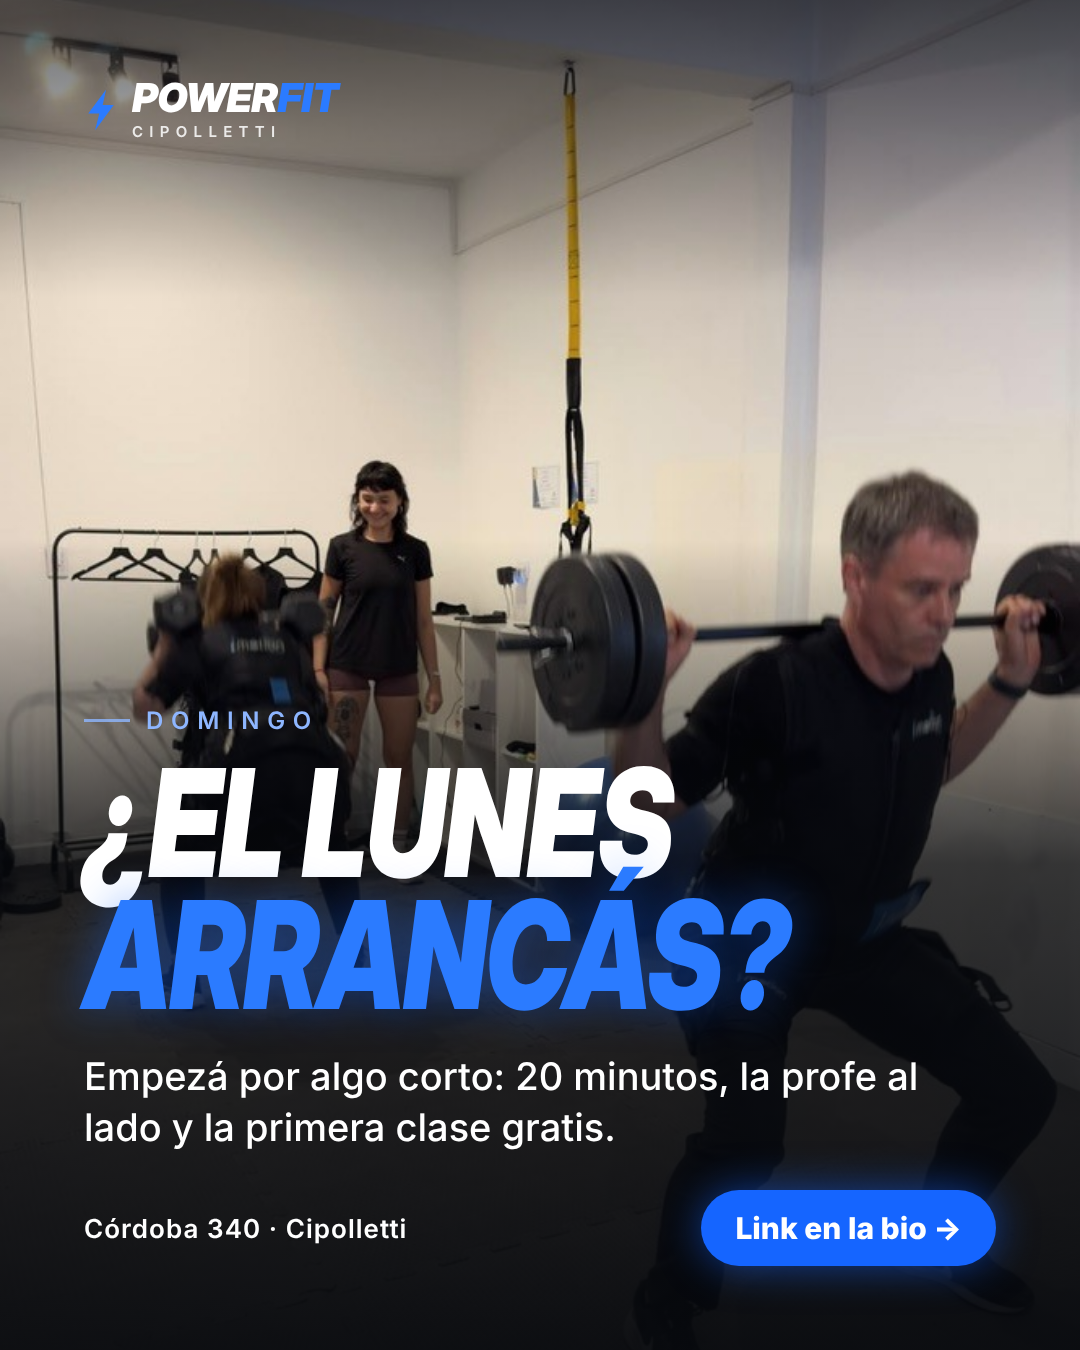 POWERFIT
CIPOLLETTI
DOMINGO
¿EL LUNES
ARRANCÁS?
Empezá por algo corto: 20 minutos, la profe al
lado y la primera clase gratis.
Córdoba 340 · Cipolletti
Link en la bio →